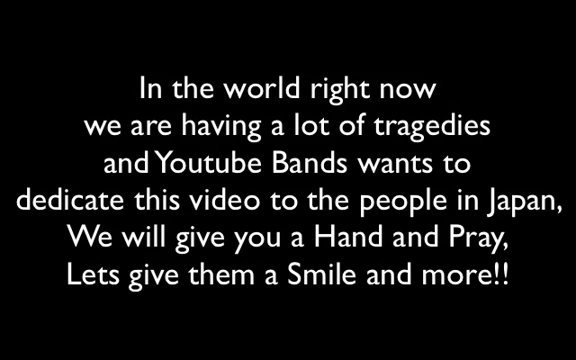 In the world right now
we are having a lot of tragedies
and Youtube Bands wants to
dedicate this video to the people in Japan,
We will give you a Hand and Pray,
Lets give them a Smile and more!!